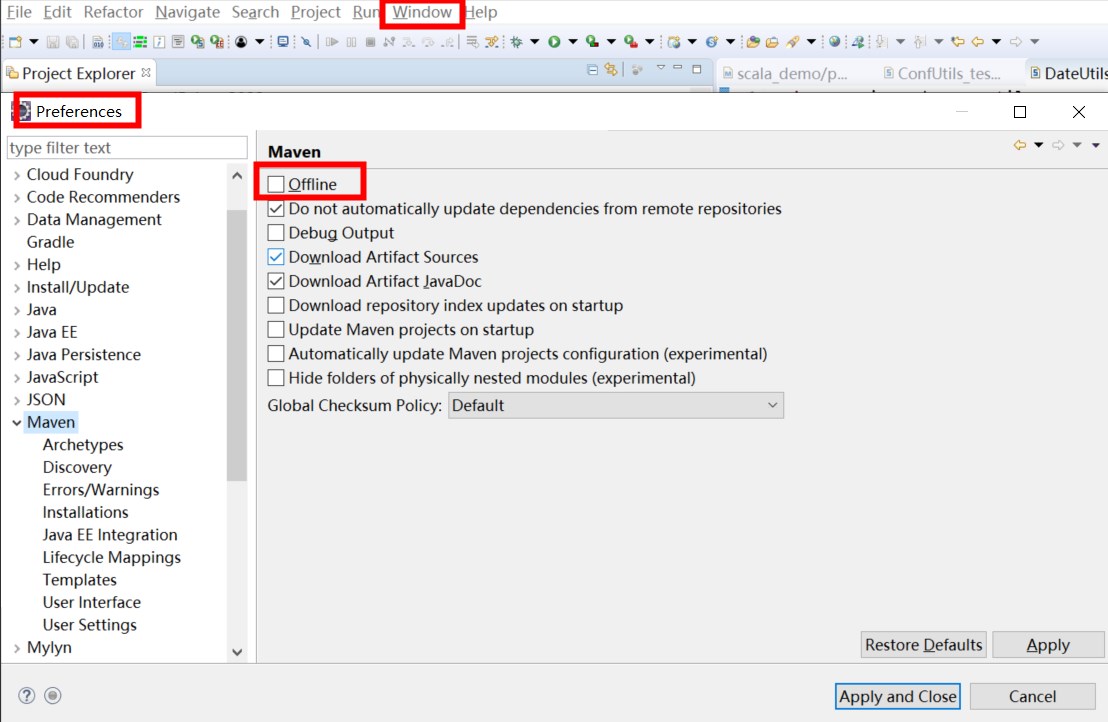 File Edit Refactor Navigate Search Project Run Window Help
Project Explorer
scala_demo/p...
ConfUtils_tes...
DateUtils
Preferences
type filter text
Cloud Foundry
Code Recommenders
Data Management
Gradle
Help
Install/Update
Java
Java EE
Java Persistence
JavaScript
JSON
Maven
Archetypes
Discovery
Errors/Warnings
Installations
Java EE Integration
Lifecycle Mappings
Templates
User Interface
User Settings
Mylyn
Maven
Offline
Do not automatically update dependencies from remote repositories
Debug Output
Download Artifact Sources
Download Artifact JavaDoc
Download repository index updates on startup
Update Maven projects on startup
Automatically update Maven projects configuration (experimental)
Hide folders of physically nested modules (experimental)
Global Checksum Policy: Default
Restore Defaults Apply
Apply and Close Cancel